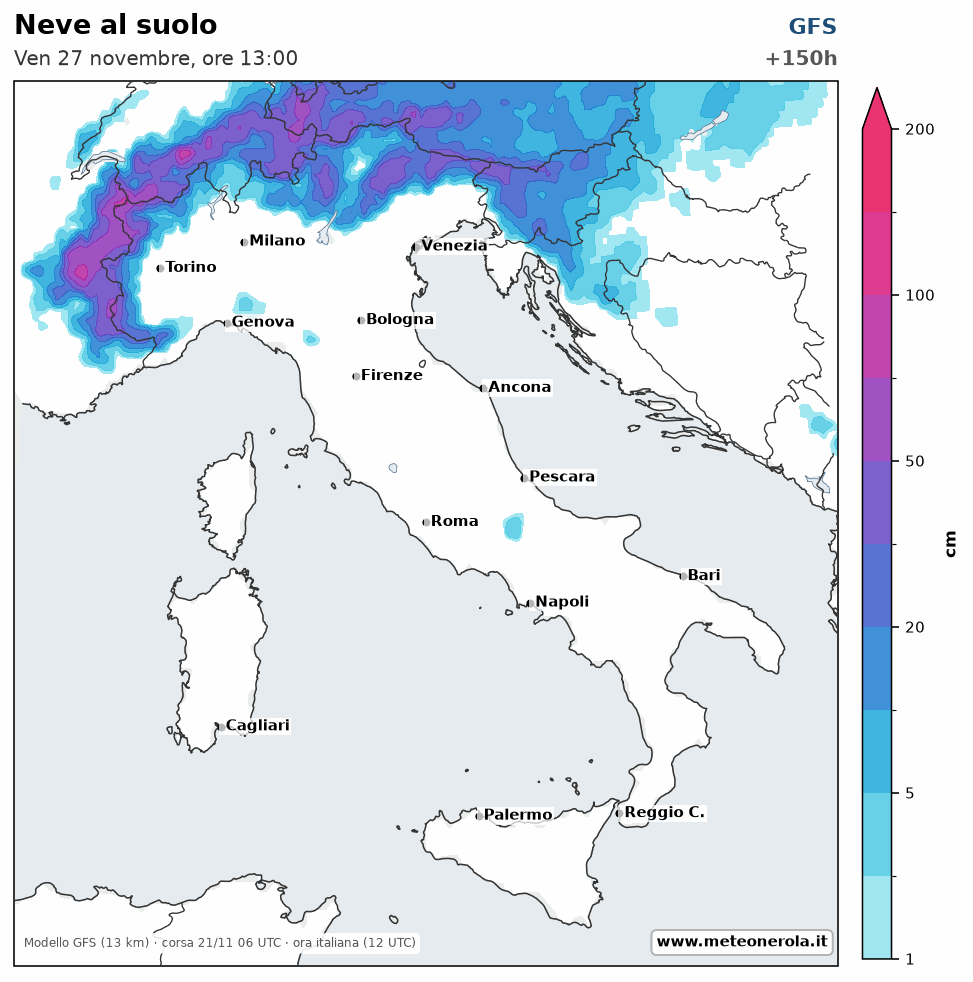 Neve al suolo
GFS
Ven 27 novembre, ore 13:00
+150h
200
Milano
Venezia
Torino
100
Genova
Bologna
Firenze
Ancona
50
Pescara
Roma
cm
Bari
Napoli
20
Cagliari
5
Palermo
Reggio C.
Modello GFS (13 km) · corsa 21/11 06 UTC · ora italiana (12 UTC)
www.meteonerola.it
1